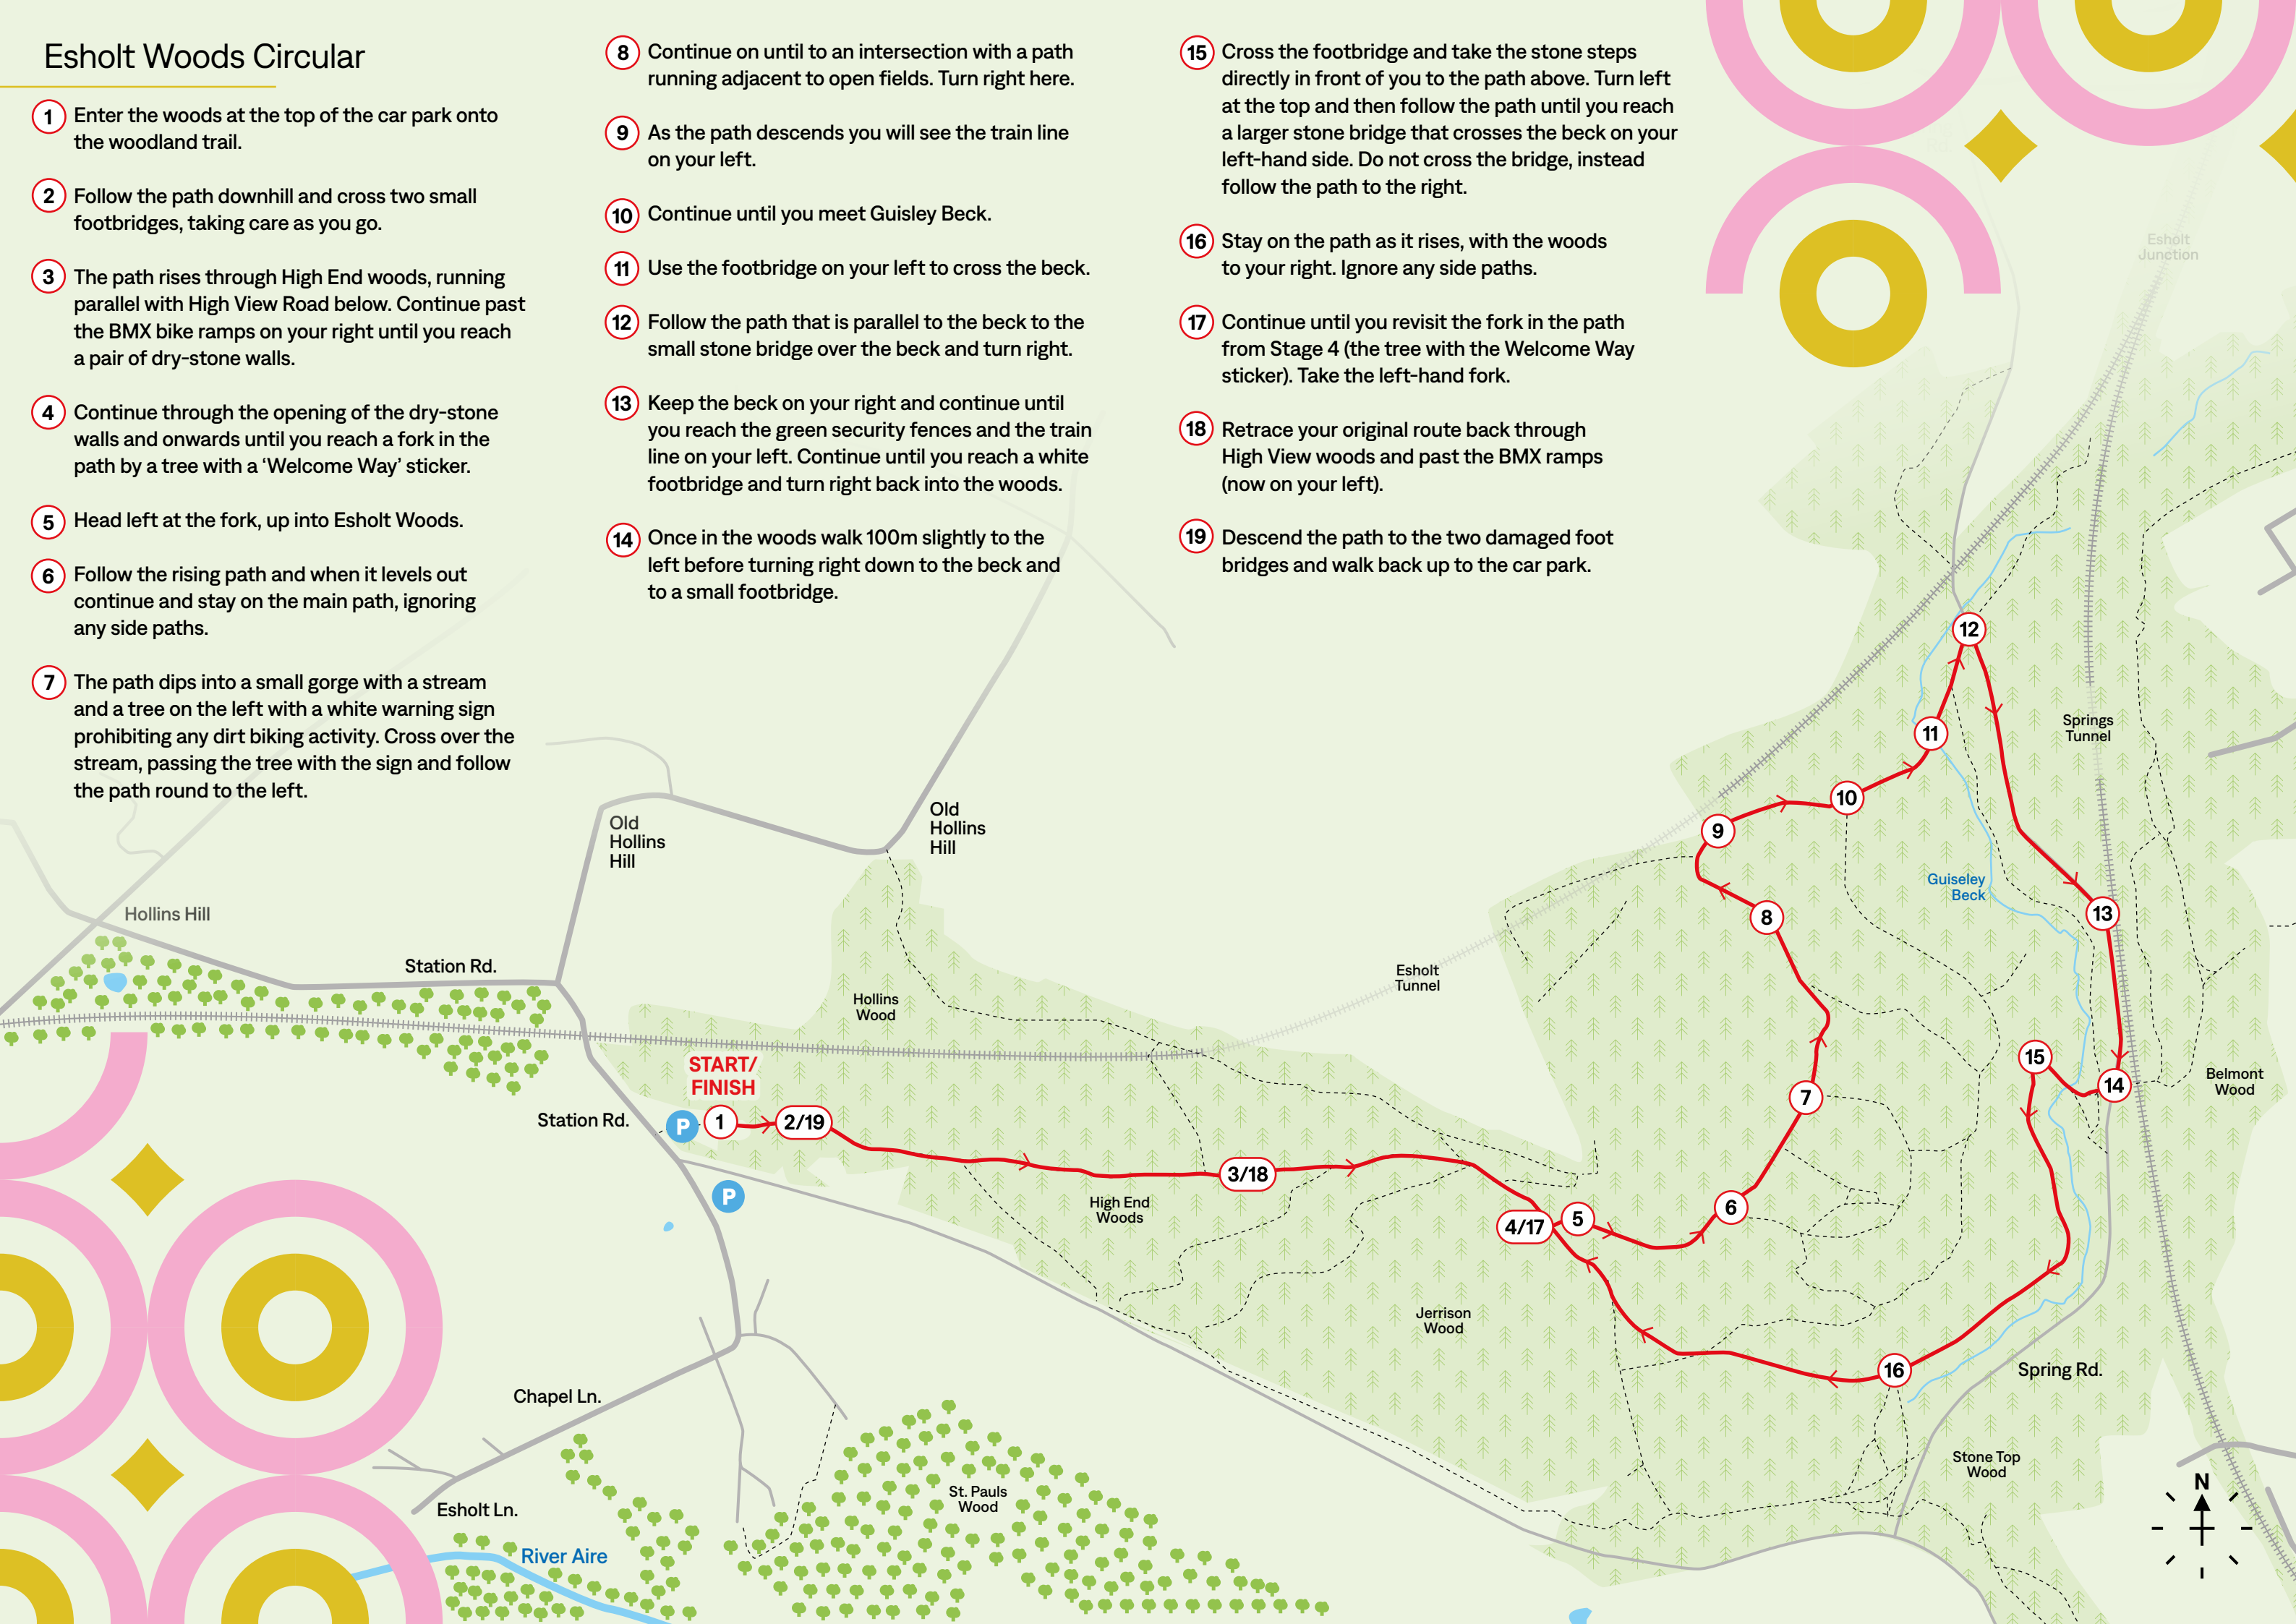 Esholt Woods Circular
1 Enter the woods at the top of the car park onto
the woodland trail.
2 Follow the path downhill and cross two small
footbridges, taking care as you go.
3 The path rises through High End woods, running
parallel with High View Road below. Continue past
the BMX bike ramps on your right until you reach
a pair of dry-stone walls.
4 Continue through the opening of the dry-stone
walls and onwards until you reach a fork in the
path by a tree with a ‘Welcome Way’ sticker.
5 Head left at the fork, up into Esholt Woods.
6 Follow the rising path and when it levels out
continue and stay on the main path, ignoring
any side paths.
7 The path dips into a small gorge with a stream
and a tree on the left with a white warning sign
prohibiting any dirt biking activity. Cross over the
stream, passing the tree with the sign and follow
the path round to the left.
8 Continue on until to an intersection with a path
running adjacent to open fields. Turn right here.
9 As the path descends you will see the train line
on your left.
10 Continue until you meet Guisley Beck.
11 Use the footbridge on your left to cross the beck.
12 Follow the path that is parallel to the beck to the
small stone bridge over the beck and turn right.
13 Keep the beck on your right and continue until
you reach the green security fences and the train
line on your left. Continue until you reach a white
footbridge and turn right back into the woods.
14 Once in the woods walk 100m slightly to the
left before turning right down to the beck and
to a small footbridge.
15 Cross the footbridge and take the stone steps
directly in front of you to the path above. Turn left
at the top and then follow the path until you reach
a larger stone bridge that crosses the beck on your
left-hand side. Do not cross the bridge, instead
follow the path to the right.
16 Stay on the path as it rises, with the woods
to your right. Ignore any side paths.
17 Continue until you revisit the fork in the path
from Stage 4 (the tree with the Welcome Way
sticker). Take the left-hand fork.
18 Retrace your original route back through
High View woods and past the BMX ramps
(now on your left).
19 Descend the path to the two damaged foot
bridges and walk back up to the car park.
Esholt
Junction
12
Springs
Tunnel
11
10
9
Old
Hollins
Hill
Old
Hollins
Hill
Guiseley
Beck
8
13
Hollins Hill
Station Rd.
Esholt
Tunnel
Hollins
Wood
START/
FINISH
15
14
Belmont
Wood
7
Station Rd.
P
1
2/19
3/18
P
High End
Woods
4/17
5
6
Jerrison
Wood
16
Spring Rd.
Chapel Ln.
Stone Top
Wood
St. Pauls
Wood
N
Esholt Ln.
River Aire